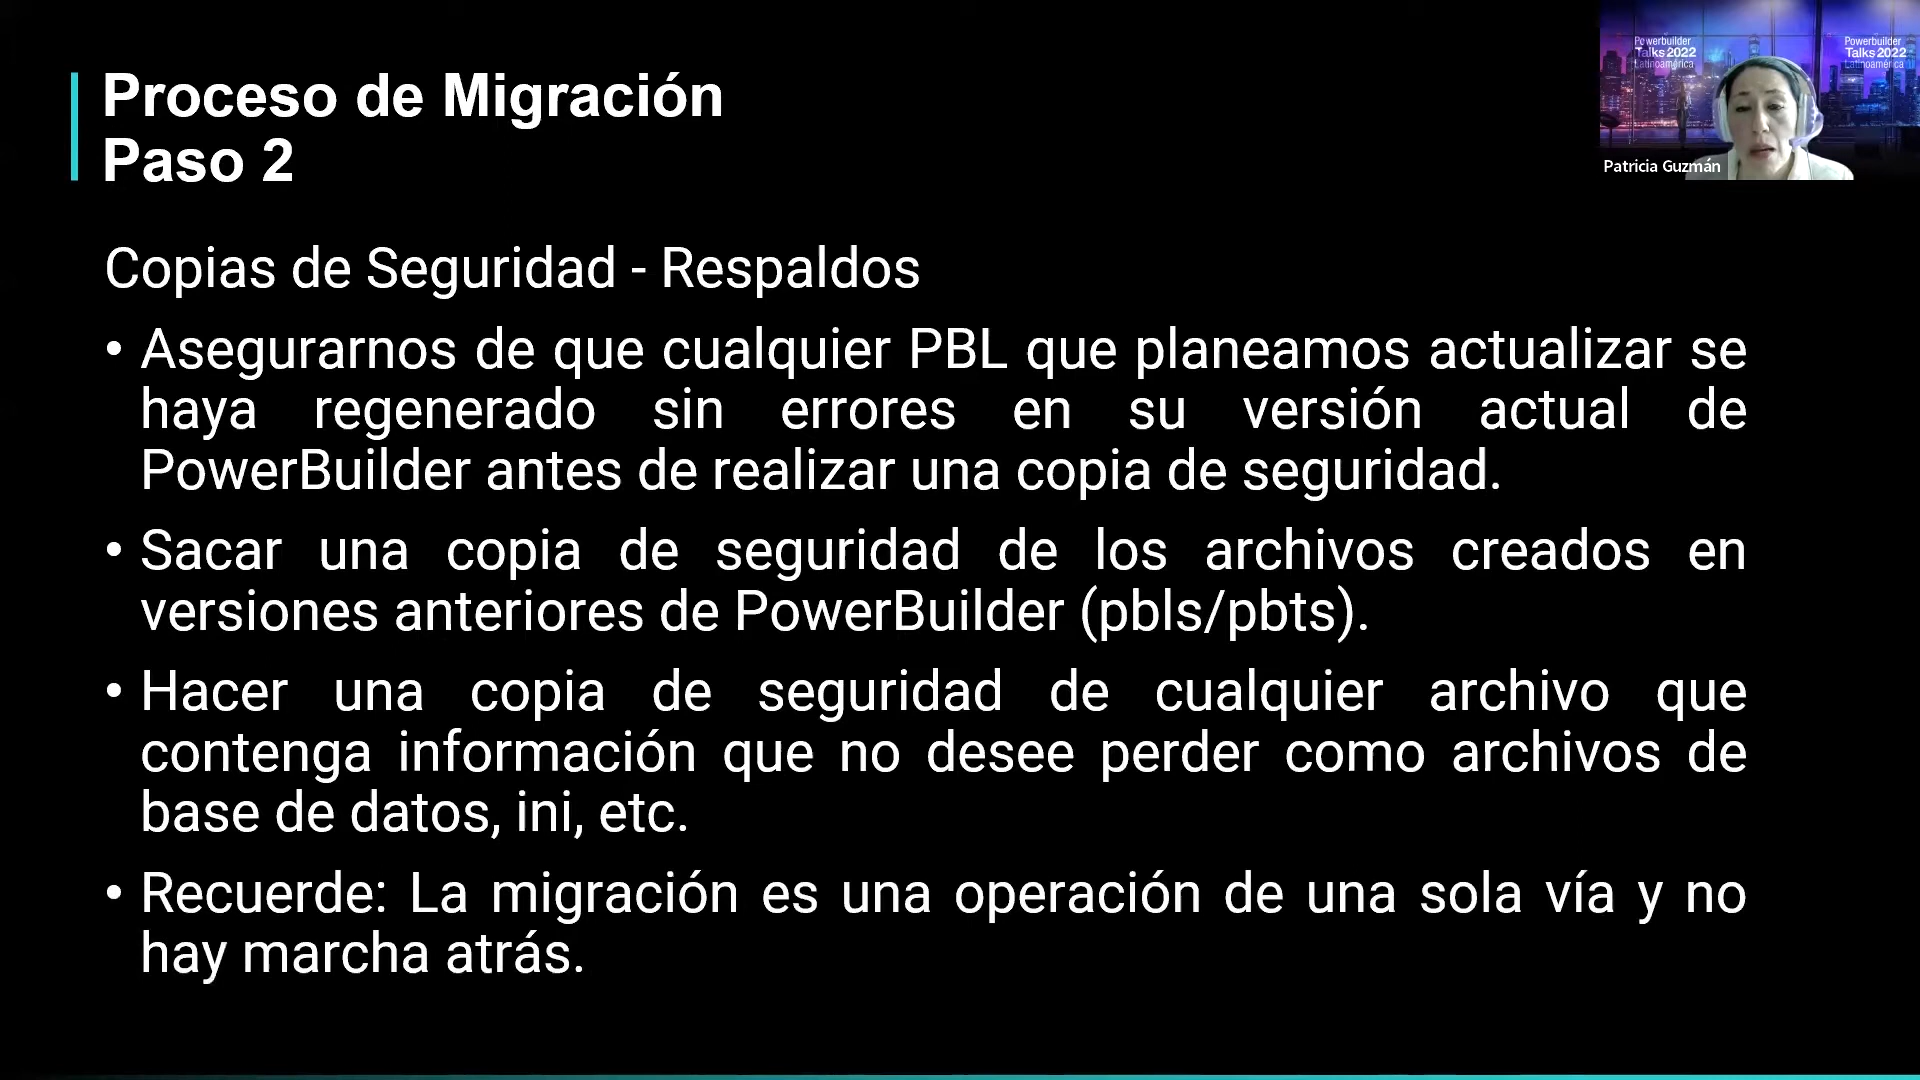 Proceso de Migración
Paso 2
Powerbuilder
Talks 2022
Latinoamérica
Powerbuilder
Talks 2022
Latinoamérica
Patricia Guzmán
Copias de Seguridad - Respaldos
• Asegurarnos de que cualquier PBL que planeamos actualizar se
haya regenerado sin errores en su versión actual de
PowerBuilder antes de realizar una copia de seguridad.
• Sacar una copia de seguridad de los archivos creados en
versiones anteriores de PowerBuilder (pbls/pbts).
• Hacer una copia de seguridad de cualquier archivo que
contenga información que no desee perder como archivos de
base de datos, ini, etc.
• Recuerde: La migración es una operación de una sola vía y no
hay marcha atrás.